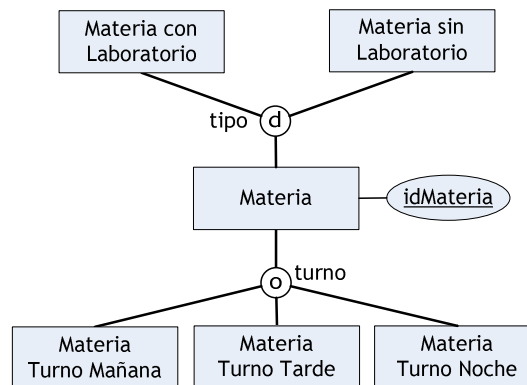 Materia con
Laboratorio
Materia sin
Laboratorio
tipo
d
Materia
idMateria
o
turno
Materia
Turno Mañana
Materia
Turno Tarde
Materia
Turno Noche